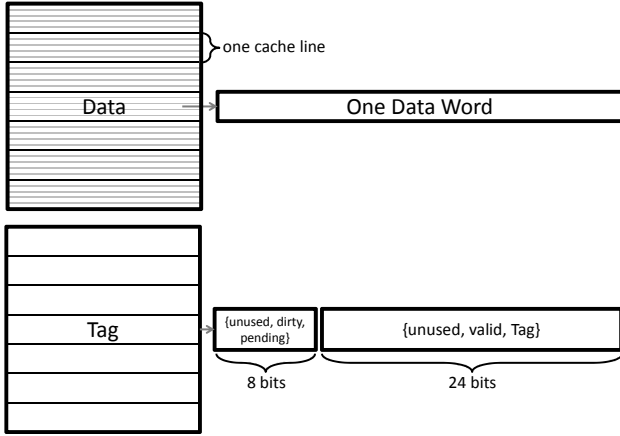 one cache line
Data
One Data Word
Tag
{unused, dirty,
pending}
{unused, valid, Tag}
8 bits
24 bits